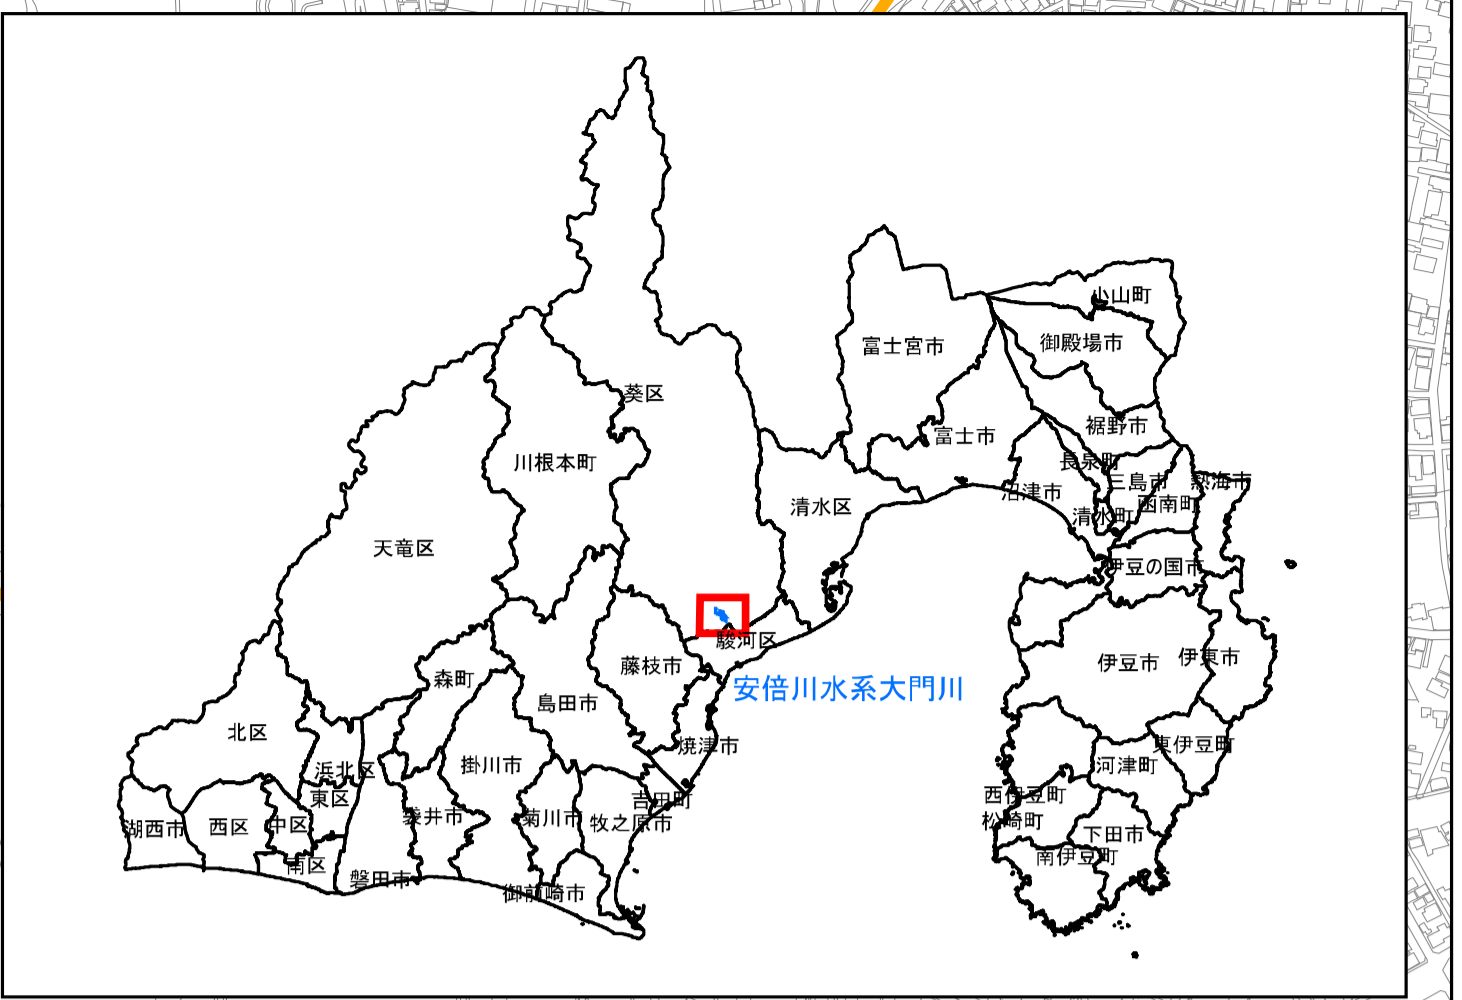 小山町
富士宮市
御殿場市
葵区
裾野市
富士市
川根本町
長泉町
三島市
熱海市
沼津市
函南町
清水区
清水町
天竜区
伊豆の国市
駿河区
藤枝市
伊豆市
伊東市
森町
安倍川水系大門川
島田市
北区
焼津市
東伊豆町
掛川市
河津町
浜北区
東区
吉田町
西伊豆町
袋井市
菊川市
牧之原市
松崎町
湖西市
西区
中区
下田市
南区
南伊豆町
磐田市
御前崎市